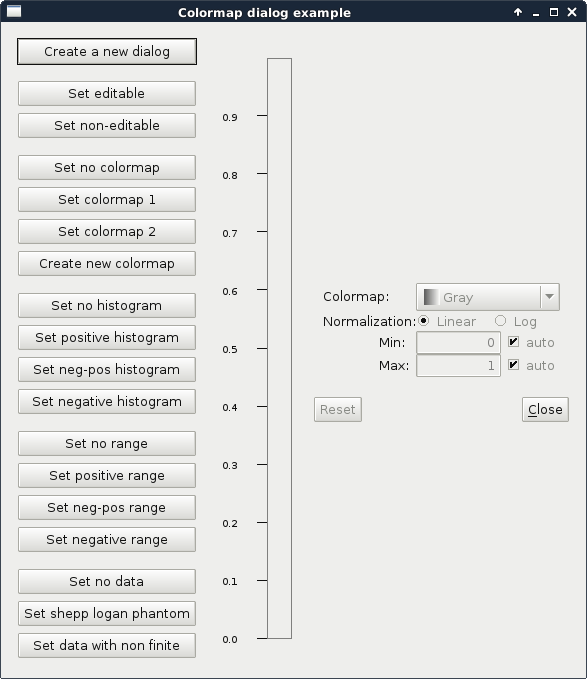 Colormap dialog example
Create a new dialog
Set editable
Set non-editable
Set no colormap
Set colormap 1
Set colormap 2
Create new colormap
Set no histogram
Set positive histogram
Set neg-pos histogram
Set negative histogram
Set no range
Set positive range
Set neg-pos range
Set negative range
Set no data
Set shepp logan phantom
Set data with non finite
0.9
0.8
0.7
0.6
0.5
0.4
0.3
0.2
0.1
0.0
Colormap: Gray
Normalization: Linear Log
Min: 0 auto
Max: 1 auto
Reset Close